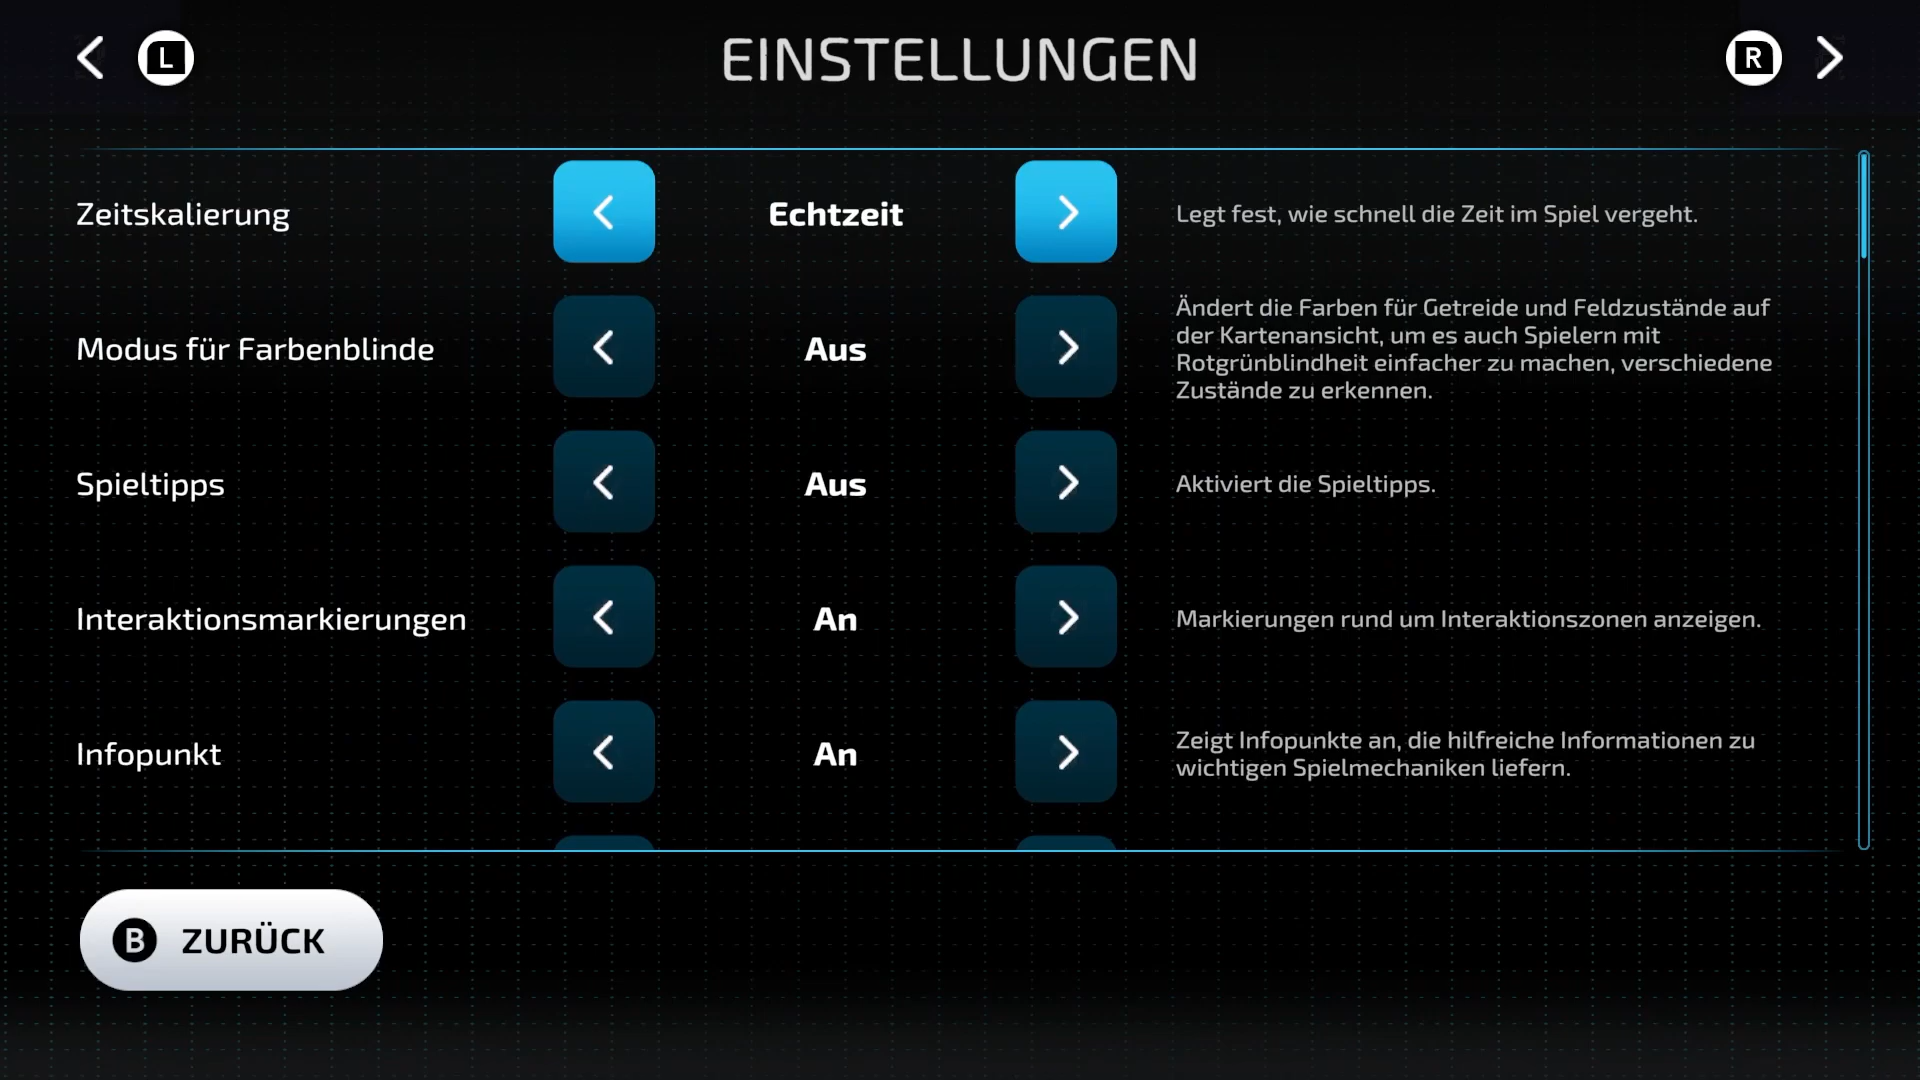 L
EINSTELLUNGEN
R
Zeitskalierung
Echtzeit
Legt fest, wie schnell die Zeit im Spiel vergeht.
Modus für Farbenblinde
Aus
Ändert die Farben für Getreide und Feldzustände auf
der Kartenansicht, um es auch Spielern mit
Rotgrünblindheit einfacher zu machen, verschiedene
Zustände zu erkennen.
Spieltipps
Aus
Aktiviert die Spieltipps.
Interaktionsmarkierungen
An
Markierungen rund um Interaktionszonen anzeigen.
Infopunkt
An
Zeigt Infopunkte an, die hilfreiche Informationen zu
wichtigen Spielmechaniken liefern.
B ZURÜCK